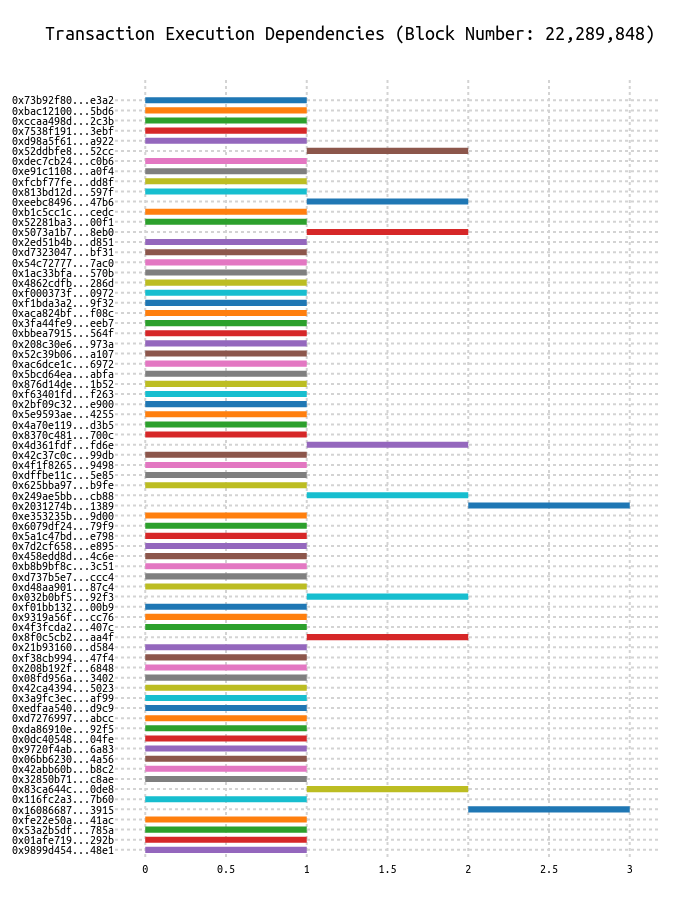 Transaction Execution Dependencies (Block Number: 22,289,848)
0x73b92f80...e3a2
0xbac12100...5bd6
0xccaa498d...2c3b
0x7538f191...3ebf
0xd98a5f61...a922
0x52ddbfe8...52cc
0xdec7cb24...c0b6
0xe91c1108...a0f4
0xfcbf77fe...dd8f
0x813bd12d...597f
0xeebc8496...47b6
0xb1c5cc1c...cedc
0x52281ba3...00f1
0x5073a1b7...8eb0
0x2ed51b4b...d851
0xd7323047...bf31
0x54c72777...7ac0
0x1ac33bfa...570b
0x4862cdfb...286d
0xf000373f...0972
0xf1bda3a2...9f32
0xaca824bf...f08c
0x3fa44fe9...eeb7
0xbbea7915...564f
0x208c30e6...973a
0x52c39b06...a107
0xac6dce1c...6972
0x5bcd64ea...abfa
0x876d14de...1b52
0xf63401fd...f263
0x2bf09c32...e900
0x5e9593ae...4255
0x4a70e119...d3b5
0x8370c481...700c
0x4d361fdf...fd6e
0x42c37c0c...99db
0x4f1f8265...9498
0xdffbe11c...5e85
0x625bba97...b9fe
0x249ae5bb...cb88
0x2031274b...1389
0xe353235b...9d00
0x6079df24...79f9
0x5a1c47bd...e798
0x7d2cf658...e895
0x458edd8d...4c6e
0xb8b9bf8c...3c51
0xd737b5e7...ccc4
0xd48aa901...87c4
0x032b0bf5...92f3
0xf01bb132...00b9
0x9319a56f...cc76
0x4f3fcda2...407c
0x8f0c5cb2...aa4f
0x21b93160...d584
0xf38cb994...47f4
0x208b192f...6848
0x08fd956a...3402
0x42ca4394...5023
0x3a9fc3ec...af99
0xedfaa540...d9c9
0xd7276997...abcc
0xda86910e...92f5
0x0dc40548...04fe
0x9720f4ab...6a83
0x06bb6230...4a56
0x42abb60b...b8c2
0x32850b71...c8ae
0x83ca644c...0de8
0x116fc2a3...7b60
0x16086687...3915
0xfe22e50a...41ac
0x53a2b5df...785a
0x01afe719...292b
0x9899d454...48e1
0 0.5 1 1.5 2 2.5 3